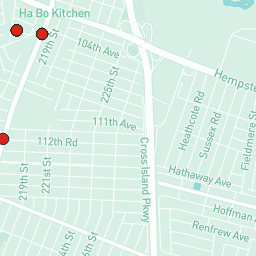 Ha Bo Kitchen
219th St
104th Ave
Hempste
225th St
Heathcote Rd
Sussex Rd
Fieldmere St
111th Ave
112th Rd
Cross Island Pkwy
Hathaway Ave
219th St
221st St
Hoffman A
Renfrew Ave